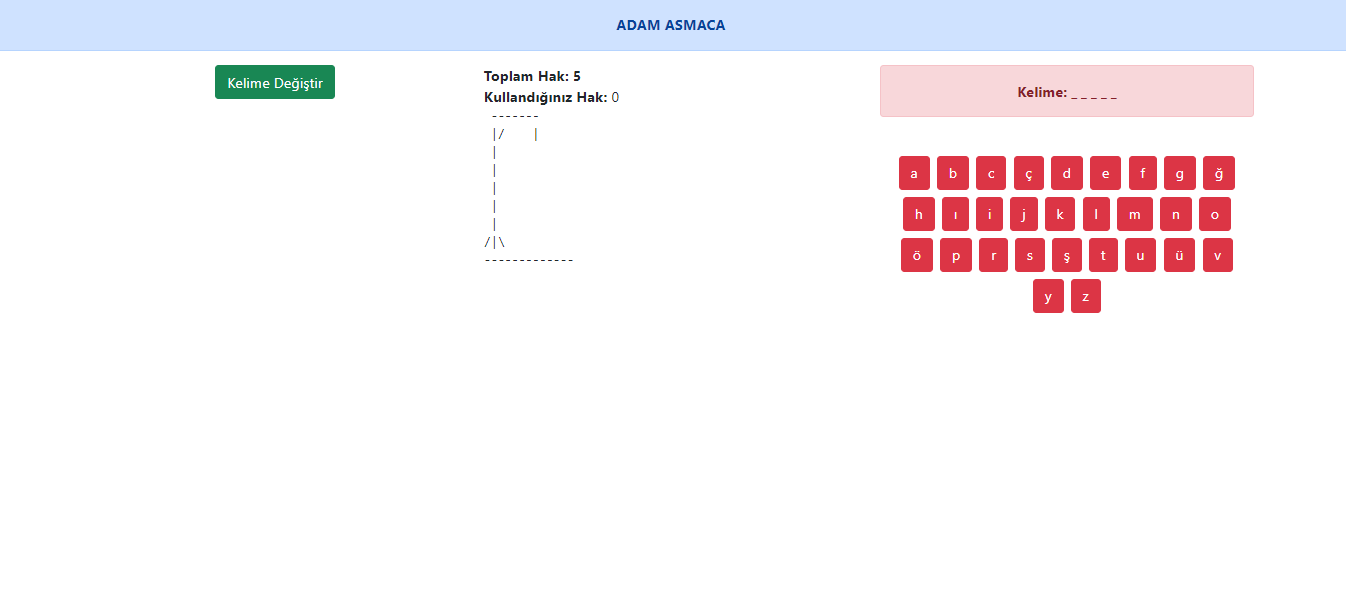 ADAM ASMACA
Kelime Değiştir
Toplam Hak: 5
Kullandığınız Hak: 0
-------
|/    |
|
|
|
|
|
/|\
-------------
Kelime: _ _ _ _ _
a b c ç d e f g ğ
h ı i j k l m n o
ö p r s ş t u ü v
y z